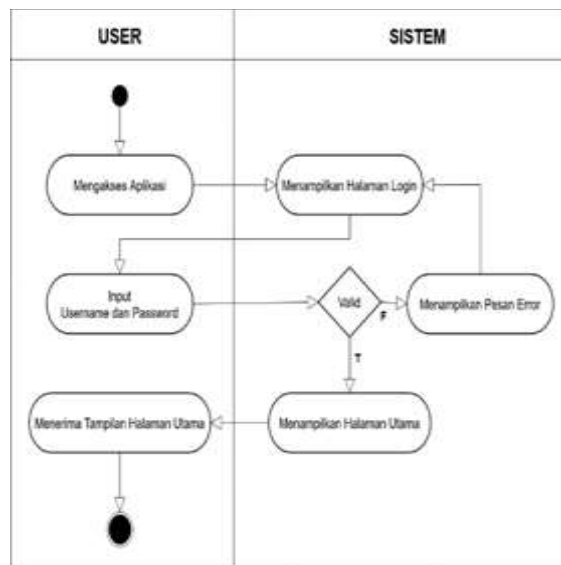 USER
SISTEM
Mengakses Aplikasi
Menampilkan Halaman Login
Input
Username dan Password
Valid
F
Menampilkan Pesan Error
T
Menerima Tampilan Halaman Utama
Menampilkan Halaman Utama